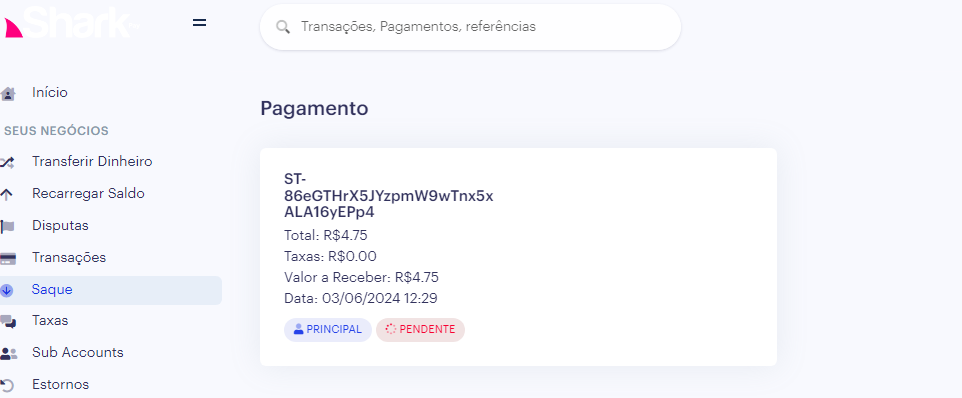 Shark
Transações, Pagamentos, referências
Início
SEUS NEGÓCIOS
Transferir Dinheiro
Recarregar Saldo
Disputas
Transações
Saque
Taxas
Sub Accounts
Estornos
Pagamento
ST-
86eGTHrX5JYzpmW9wTnx5x
ALA16yEPp4
Total: R$4.75
Taxas: R$0.00
Valor a Receber: R$4.75
Data: 03/06/2024 12:29
PRINCIPAL PENDENTE